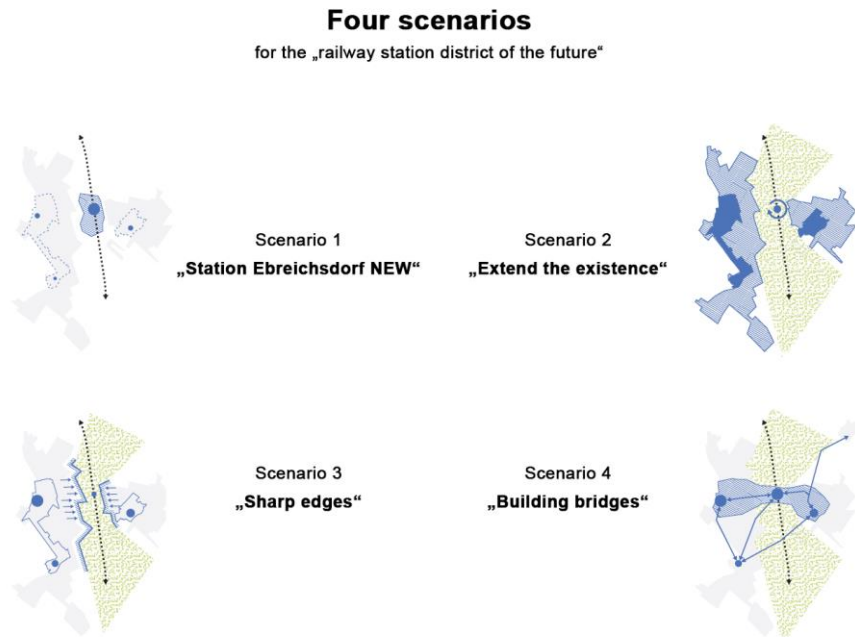 Four scenarios
for the „railway station district of the future“
Scenario 1
„Station Ebreichsdorf NEW“
Scenario 2
„Extend the existence“
Scenario 3
„Sharp edges“
Scenario 4
„Building bridges“